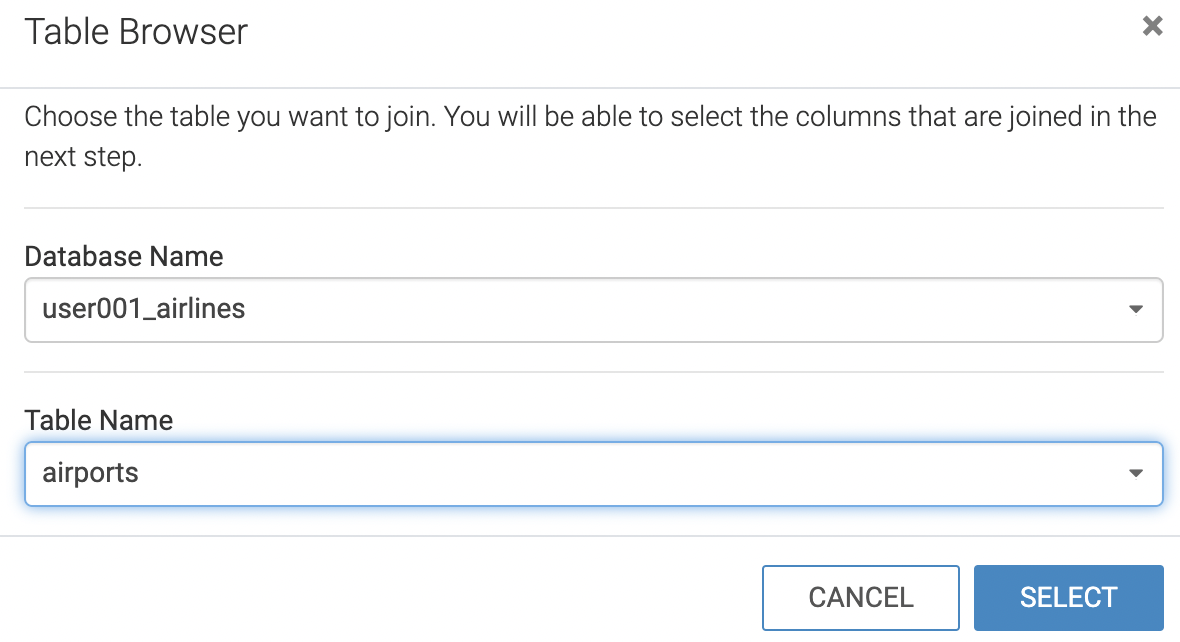 Table Browser
Choose the table you want to join. You will be able to select the columns that are joined in the
next step.
Database Name
user001_airlines
Table Name
airports
CANCEL
SELECT